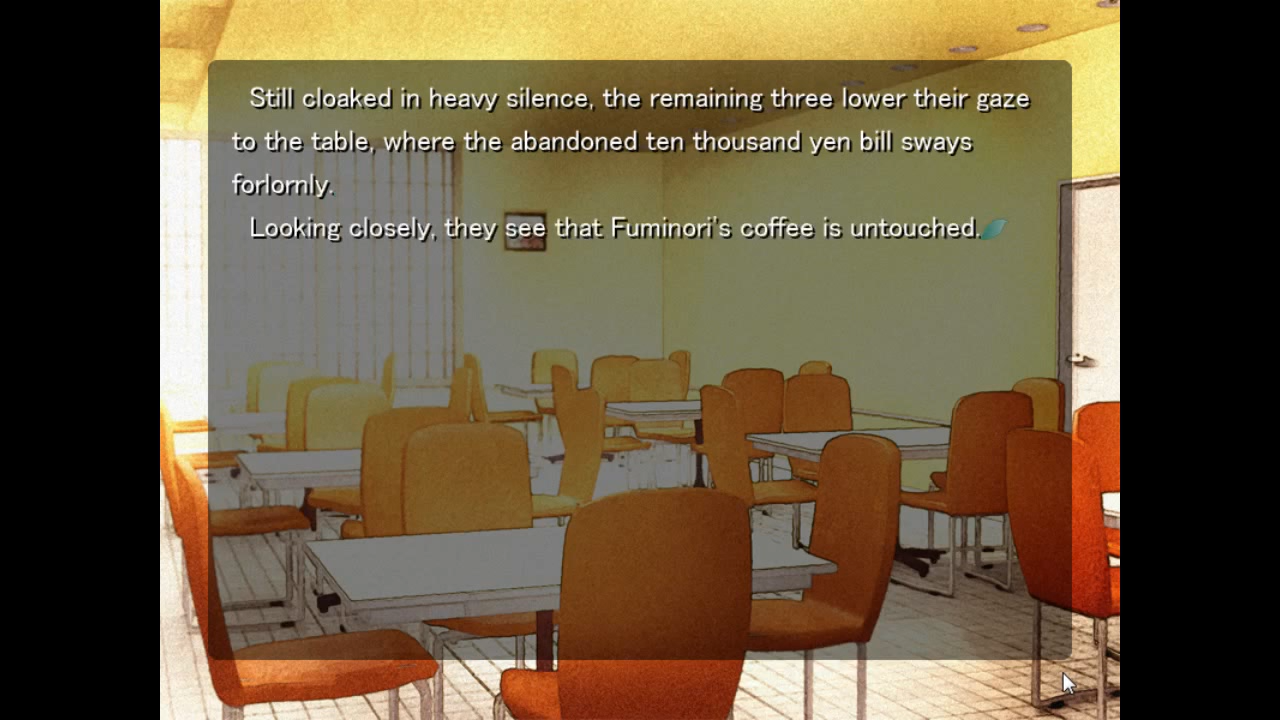 Still cloaked in heavy silence, the remaining three lower their gaze
to the table, where the abandoned ten thousand yen bill sways
forlornly.
Looking closely, they see that Fuminori's coffee is untouched.